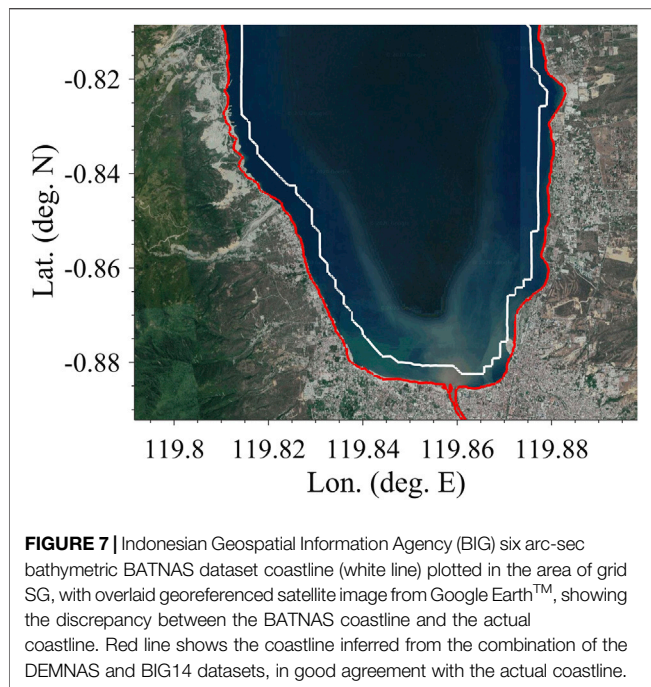 -0.82
-0.84
-0.86
-0.88
Lat. (deg. N)
119.8 119.82 119.84 119.86 119.88
Lon. (deg. E)
FIGURE 7 | Indonesian Geospatial Information Agency (BIG) six arc-sec
bathymetric BATNAS dataset coastline (white line) plotted in the area of grid
SG, with overlaid georeferenced satellite image from Google Earth™, showing
the discrepancy between the BATNAS coastline and the actual
coastline. Red line shows the coastline inferred from the combination of the
DEMNAS and BIG14 datasets, in good agreement with the actual coastline.